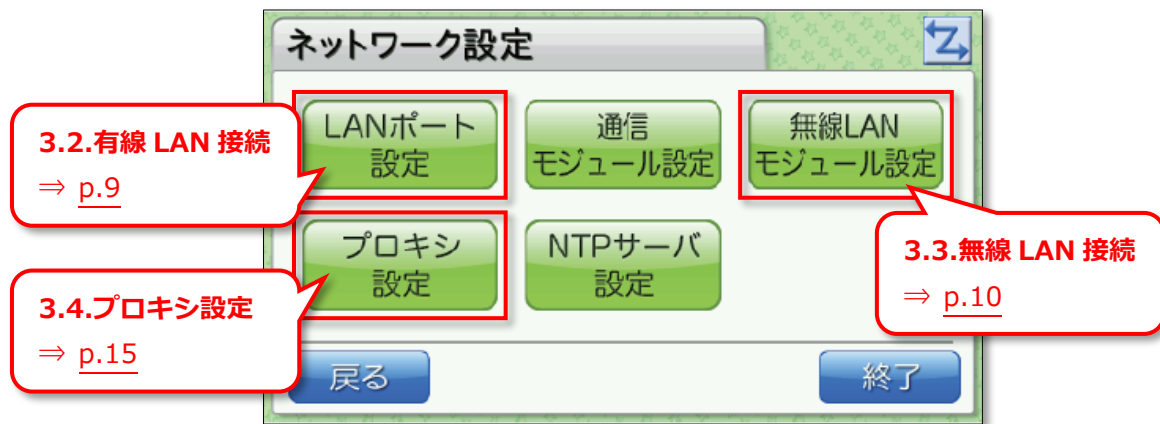 ネットワーク設定
Z
3.2.有線 LAN 接続
⇒ p.9
LANポート
設定
通信
モジュール設定
無線LAN
モジュール設定
3.3.無線 LAN 接続
⇒ p.10
プロキシ
設定
NTPサーバ
設定
3.4.プロキシ設定
⇒ p.15
戻る
終了